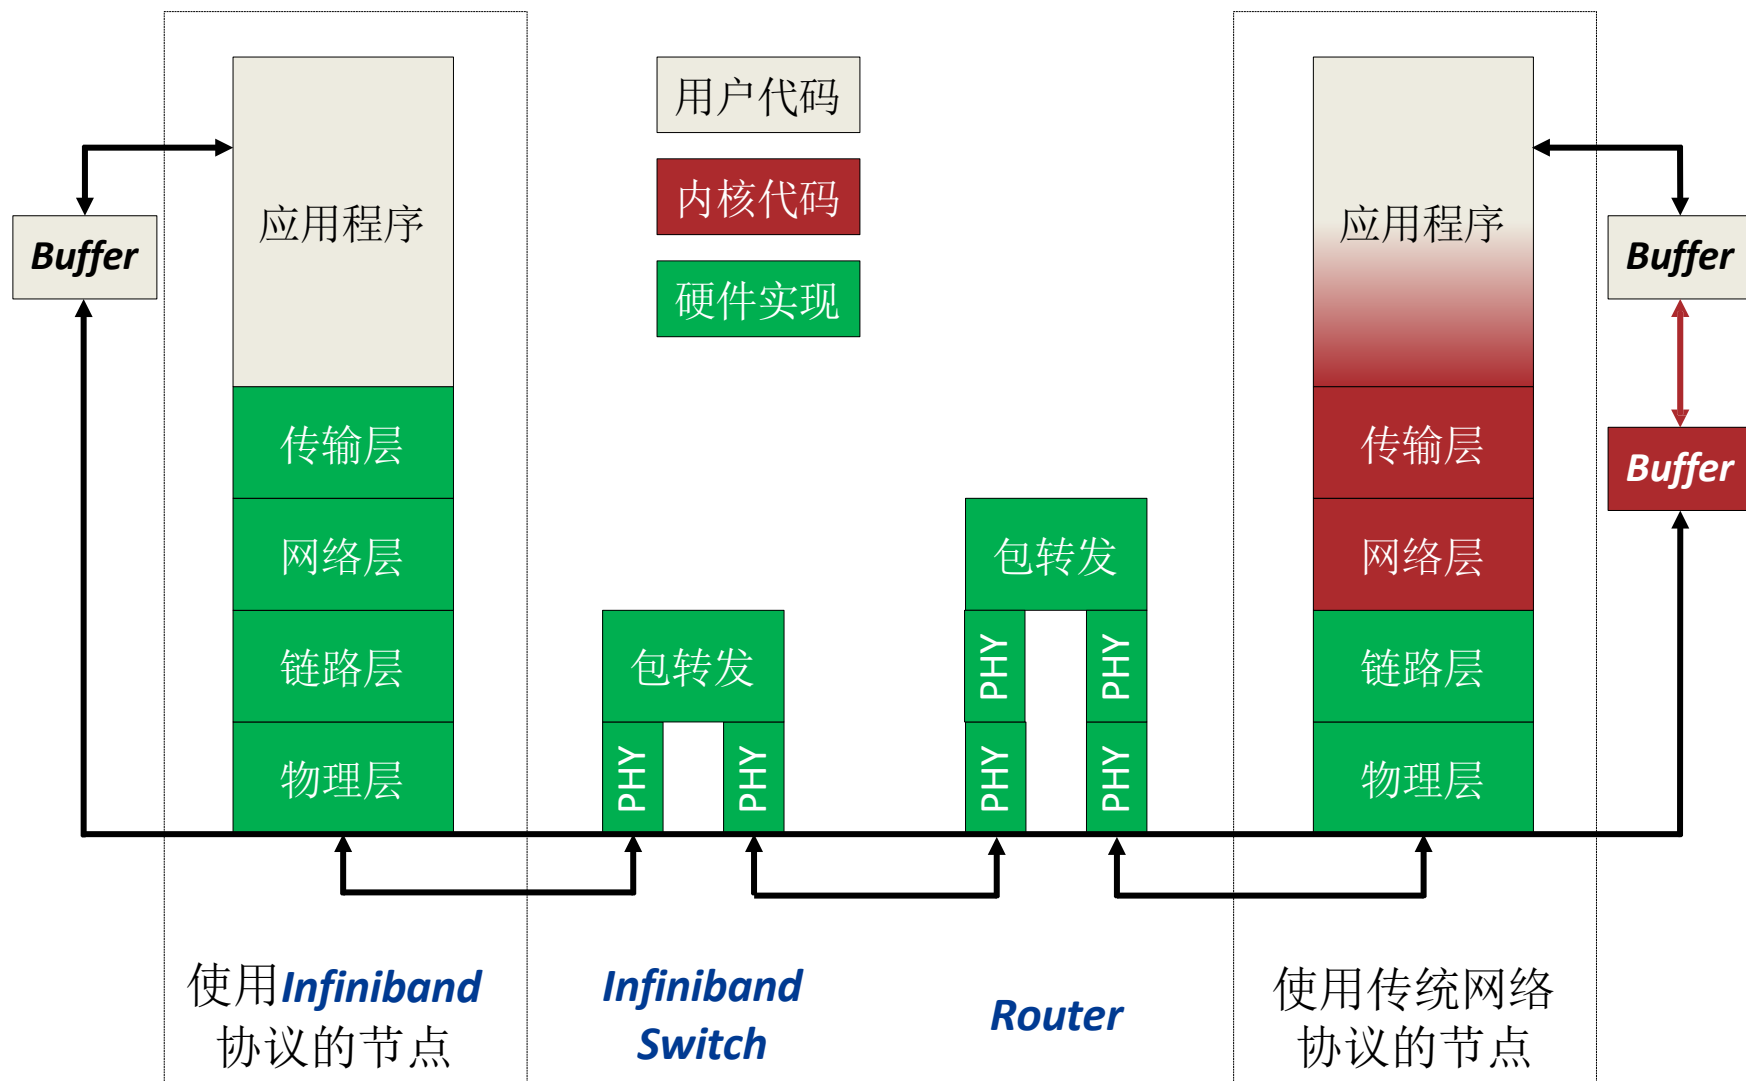 用户代码
内核代码
硬件实现
Buffer
应用程序
传输层
网络层
链路层
物理层
包转发
PHY
PHY
包转发
PHY
PHY
PHY
PHY
应用程序
传输层
网络层
链路层
物理层
Buffer
Buffer
使用Infiniband
协议的节点
Infiniband
Switch
Router
使用传统网络
协议的节点